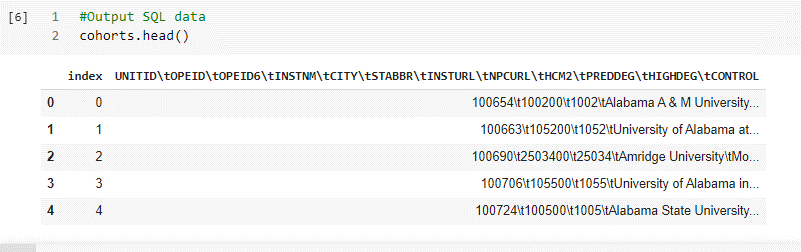 [6] 1 #Output SQL data
2 cohorts.head()
index UNITID\tOPEID\tOPEID6\tINSTNM\tCITY\tSTABBR\tINSTURL\tNPCURL\tHCM2\tPREDDEG\tHIGHDEG\tCONTROL
0 0 100654\t100200\t1002\tAlabama A & M University...
1 1 100663\t105200\t1052\tUniversity of Alabama at...
2 2 100690\t2503400\t25034\tAmridge University\tMo...
3 3 100706\t105500\t1055\tUniversity of Alabama in...
4 4 100724\t100500\t1005\tAlabama State University...